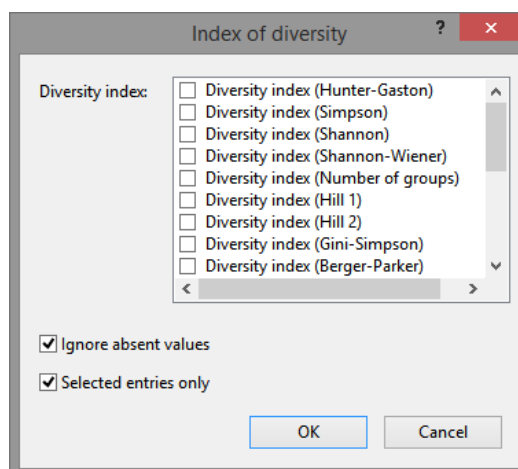 Index of diversity
?
Diversity index:
Diversity index (Hunter-Gaston)
Diversity index (Simpson)
Diversity index (Shannon)
Diversity index (Shannon-Wiener)
Diversity index (Number of groups)
Diversity index (Hill 1)
Diversity index (Hill 2)
Diversity index (Gini-Simpson)
Diversity index (Berger-Parker)
Ignore absent values
Selected entries only
OK
Cancel